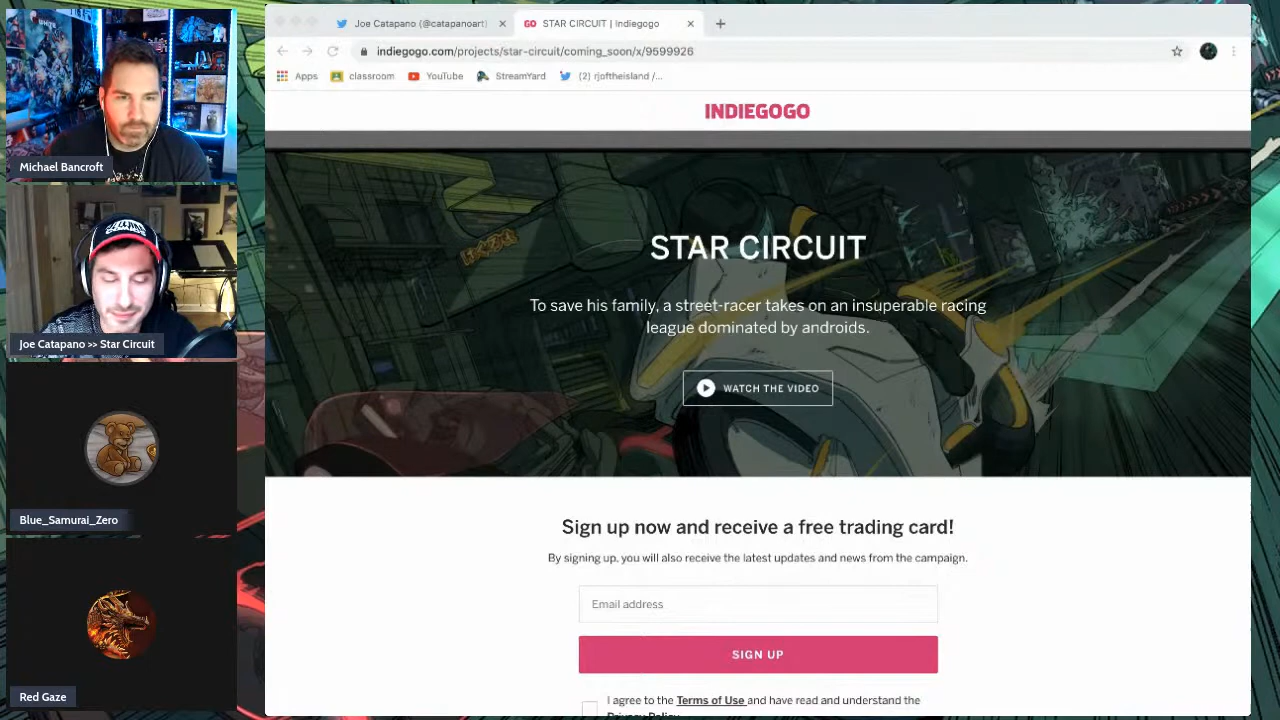 Joe Catapano (@catapanoart)
GO STAR CIRCUIT | Indiegogo
indiegogo.com/projects/star-circuit/coming_soon/x/9599926
Apps classroom YouTube StreamYard (2) rjoftheisland /...
INDIEGOGO
Michael Bancroft
STAR CIRCUIT
To save his family, a street-racer takes on an insuperable racing
league dominated by androids.
WATCH THE VIDEO
Joe Catapano >> Star Circuit
Blue_Samurai_Zero
Sign up now and receive a free trading card!
By signing up, you will also receive the latest updates and news from the campaign.
Email address
SIGN UP
Red Gaze
I agree to the Terms of Use and have read and understand the
Privacy Policy